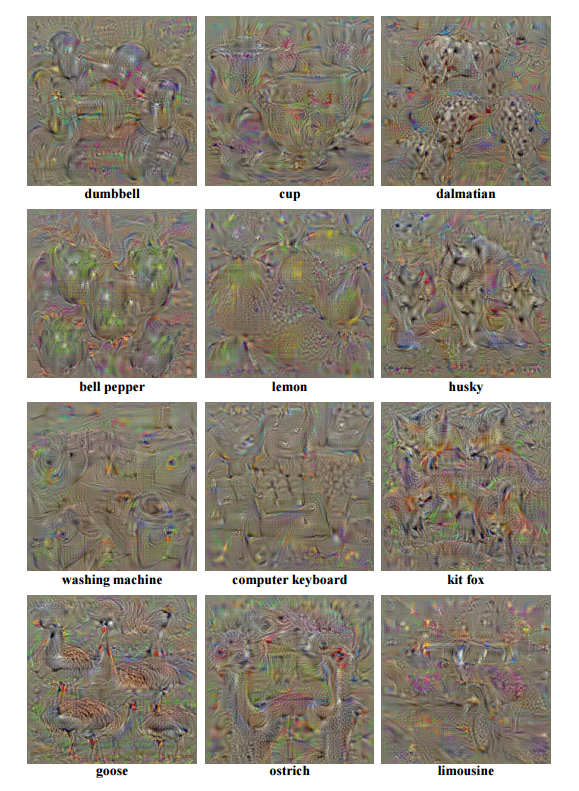 dumbbell
cup
dalmatian
bell pepper
lemon
husky
washing machine
computer keyboard
kit fox
goose
ostrich
limousine